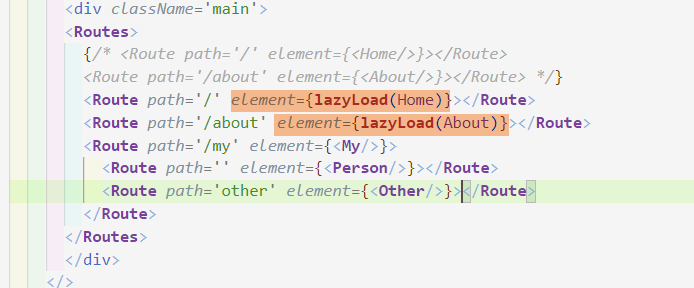 <div className='main'>
<Routes>
{/* <Route path='/' element={<Home/>}></Route>
<Route path='/about' element={<About/>}></Route> */}
<Route path='/' element={lazyLoad(Home)}></Route>
<Route path='/about' element={lazyLoad(About)}></Route>
<Route path='/my' element={<My/>}>
<Route path='' element={<Person/>}></Route>
<Route path='other' element={<Other/>}></Route>
</Route>
</Routes>
</div>
</>